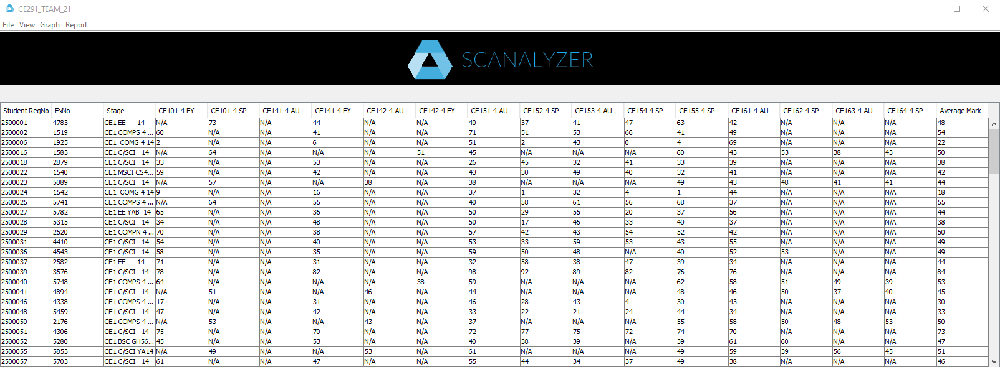 CE291_TEAM_21
File View Graph Report
SCANALYZER
Student RegNo ExNo Stage CE101-4-FY CE101-4-SP CE141-4-AU CE141-4-FY CE142-4-AU CE142-4-FY CE151-4-AU CE152-4-SP CE153-4-AU CE154-4-SP CE155-4-SP CE161-4-AU CE162-4-SP CE163-4-AU CE164-4-SP Average Mark
2500001 4783 CE1 EE 14 N/A 73 N/A 44 N/A N/A 40 37 41 47 63 42 N/A N/A N/A 48
2500002 1519 CE1 COMPS 4 ... 60 N/A N/A 41 N/A N/A 71 51 53 66 41 49 N/A N/A N/A 54
2500006 1925 CE1 COMG 4 14 2 N/A N/A 6 N/A N/A 51 2 43 0 4 69 N/A N/A N/A 22
2500016 1583 CE1 C/SCI 14 N/A 64 N/A N/A N/A 51 45 N/A N/A N/A 60 43 53 38 43 50
2500018 2879 CE1 C/SCI 14 33 N/A N/A 53 N/A N/A 26 45 32 41 33 39 N/A N/A N/A 38
2500022 1540 CE1 MSCI CS4... 59 N/A N/A 42 N/A N/A 43 30 49 40 32 41 N/A N/A N/A 42
2500023 5089 CE1 C/SCI 14 N/A 57 N/A N/A 38 N/A 38 N/A N/A N/A 49 43 48 41 41 44
2500024 1542 CE1 COMG 4 14 9 N/A N/A 16 N/A N/A 37 1 32 4 1 44 N/A N/A N/A 18
2500025 5741 CE1 COMPS 4 ... N/A 64 N/A 55 N/A N/A 40 58 61 56 68 37 N/A N/A N/A 55
2500027 5782 CE1 EE YAB 14 65 N/A N/A 36 N/A N/A 50 29 55 20 37 56 N/A N/A N/A 44
2500028 5315 CE1 C/SCI 14 34 N/A N/A 48 N/A N/A 50 17 46 33 40 37 N/A N/A N/A 38
2500029 2520 CE1 COMPN 4 ... 70 N/A N/A 38 N/A N/A 57 42 43 54 52 42 N/A N/A N/A 50
2500031 4410 CE1 C/SCI 14 54 N/A N/A 40 N/A N/A 53 33 59 53 43 55 N/A N/A N/A 49
2500036 4543 CE1 C/SCI 14 58 N/A N/A 35 N/A N/A 59 50 48 N/A 40 52 53 N/A N/A 49
2500037 2582 CE1 EE 14 71 N/A N/A 31 N/A N/A 32 58 38 47 39 34 N/A N/A N/A 44
2500039 3576 CE1 C/SCI 14 78 N/A N/A 82 N/A N/A 98 92 89 82 76 76 N/A N/A N/A 84
2500040 5748 CE1 COMPS 4 ... 64 N/A N/A N/A N/A 38 59 N/A N/A N/A 62 58 51 49 39 53
2500041 4894 CE1 C/SCI 14 N/A 51 N/A N/A 46 N/A 44 N/A N/A N/A 48 46 50 37 40 45
2500046 4338 CE1 COMPS 4 ... 17 N/A N/A 31 N/A N/A 46 28 43 4 30 43 N/A N/A N/A 30
2500048 5459 CE1 C/SCI 14 47 N/A N/A 42 N/A N/A 33 22 21 24 44 34 N/A N/A N/A 33
2500050 2176 CE1 COMPS 4 ... N/A 53 N/A N/A 43 N/A 37 N/A N/A N/A 55 58 50 48 53 50
2500051 4306 CE1 C/SCI 14 75 N/A N/A 70 N/A N/A 72 77 75 72 74 70 N/A N/A N/A 73
2500052 5280 CE1 BSC GH56... 45 N/A N/A 53 N/A N/A 40 38 39 N/A 39 61 60 N/A N/A 47
2500055 5853 CE1 C/SCI YA14 N/A 49 N/A N/A 53 N/A 61 N/A N/A N/A 49 59 39 56 45 51
2500057 5703 CE1 C/SCI 14 61 N/A N/A 47 N/A N/A 55 44 34 37 49 38 N/A N/A N/A 46